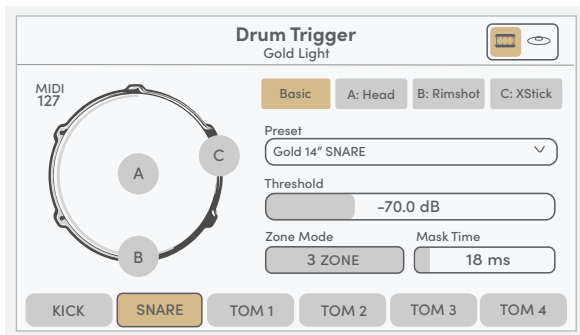 Drum Trigger
Gold Light
MIDI
127
A
C
B
Basic
A: Head
B: Rimshot
C: XStick
Preset
Gold 14” SNARE
Threshold
-70.0 dB
Zone Mode
Mask Time
3 ZONE
18 ms
KICK
SNARE
TOM 1
TOM 2
TOM 3
TOM 4